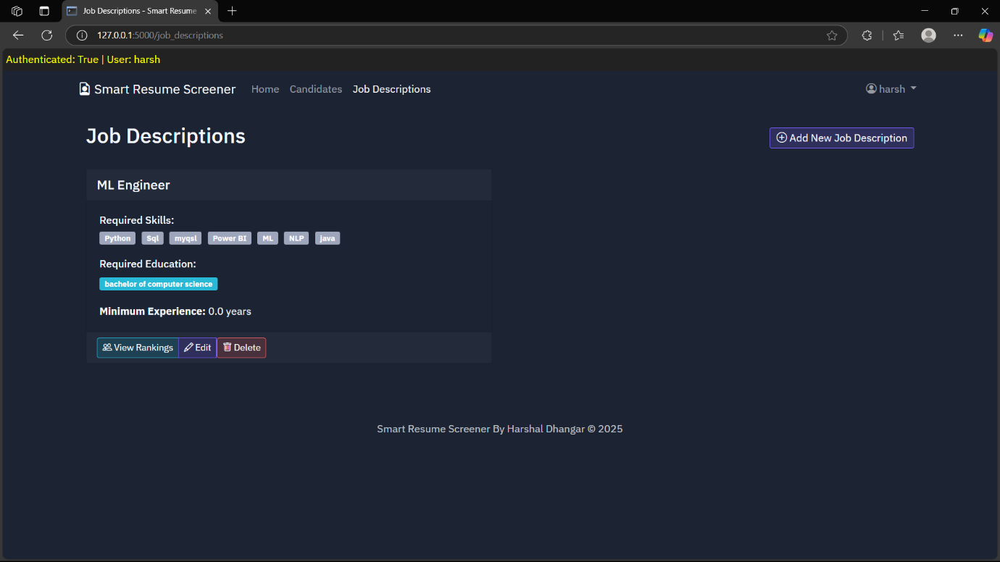 Job Descriptions - Smart Resume
127.0.0.1:5000/job_descriptions
Authenticated: True | User: harsh
Smart Resume Screener Home Candidates Job Descriptions harsh
Job Descriptions
Add New Job Description
ML Engineer
Required Skills:
Python Sql myqsl Power BI ML NLP java
Required Education:
bachelor of computer science
Minimum Experience: 0.0 years
View Rankings Edit Delete
Smart Resume Screener By Harshal Dhangar © 2025